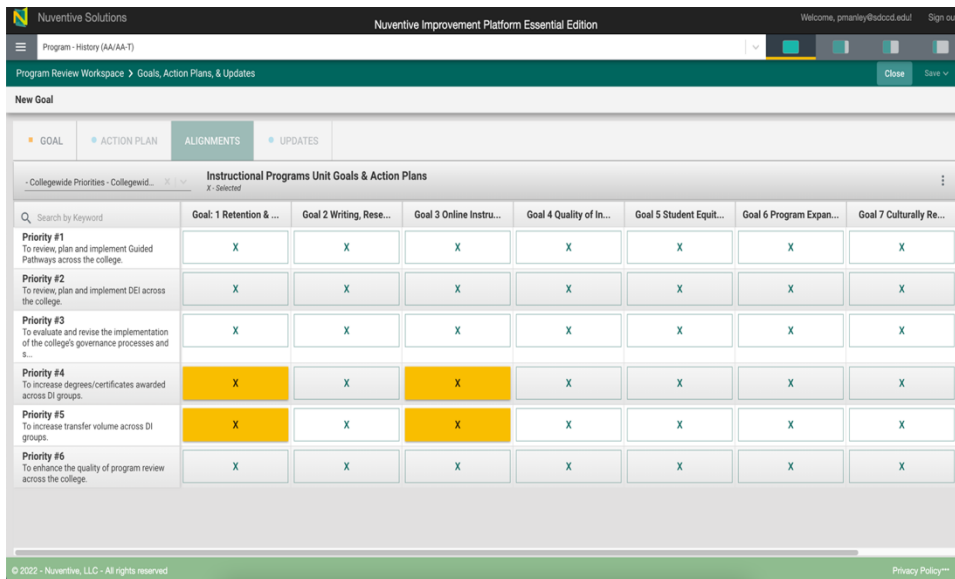 Nuventive Solutions
Nuventive Improvement Platform Essential Edition
Welcome, pmanley@sdccd.edu! Sign ou
Program - History (AA/AA-T)
Program Review Workspace > Goals, Action Plans, & Updates
Close Save
New Goal
GOAL ACTION PLAN ALIGNMENTS UPDATES
- Collegewide Priorities - Collegewid... X
Instructional Programs Unit Goals & Action Plans
X - Selected
Search by Keyword
Goal: 1 Retention & ... Goal 2 Writing, Rese... Goal 3 Online Instru... Goal 4 Quality of In... Goal 5 Student Equit... Goal 6 Program Expan... Goal 7 Culturally Re...
Priority #1
To review, plan and implement Guided
Pathways across the college.
X X X X X X X
Priority #2
To review, plan and implement DEI across
the college.
X X X X X X X
Priority #3
To evaluate and revise the implementation
of the college's governance processes and
s...
X X X X X X X
Priority #4
To increase degrees/certificates awarded
across DI groups.
X X X X X X X
Priority #5
To increase transfer volume across DI
groups.
X X X X X X X
Priority #6
To enhance the quality of program review
across the college.
X X X X X X X
© 2022 - Nuventive, LLC - All rights reserved
Privacy Policy•••